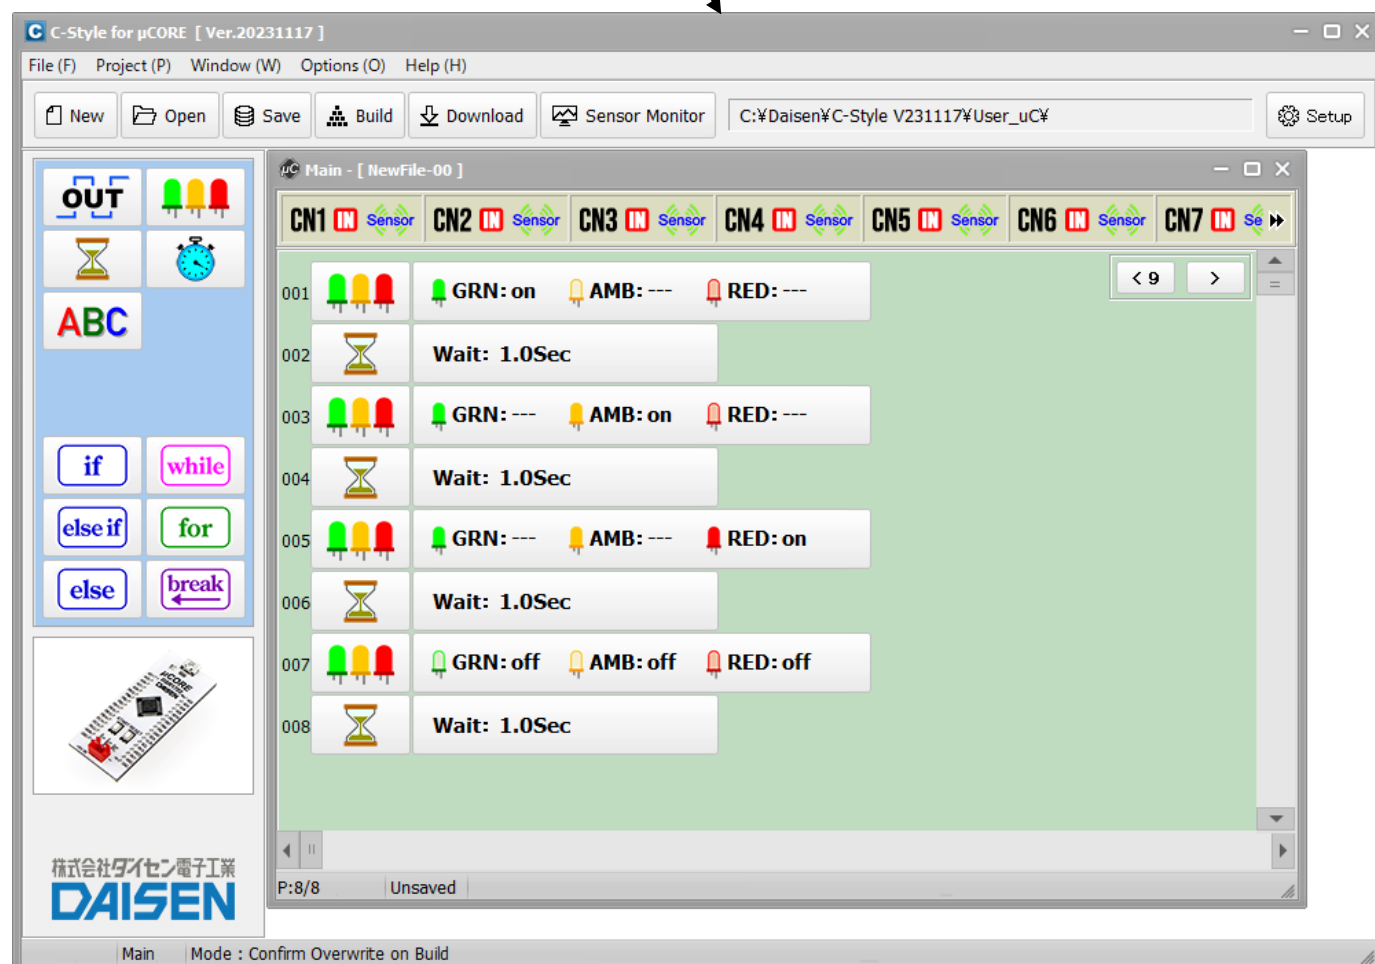 C-Style for µCORE [ Ver.20231117 ]
File (F) Project (P) Window (W) Options (O) Help (H)
New Open Save Build Download Sensor Monitor C:¥Daisen¥C-Style V231117¥User_uC¥ Setup
OUT
ABC
if while
else if for
else break
µCORE
DAISEN
株式会社ダイセン電子工業
DAISEN
µC Main - [ NewFile-00 ]
CN1 IN Sensor CN2 IN Sensor CN3 IN Sensor CN4 IN Sensor CN5 IN Sensor CN6 IN Sensor CN7 IN Se
< 9 >
001 GRN: on AMB: --- RED: ---
002 Wait: 1.0Sec
003 GRN: --- AMB: on RED: ---
004 Wait: 1.0Sec
005 GRN: --- AMB: --- RED: on
006 Wait: 1.0Sec
007 GRN: off AMB: off RED: off
008 Wait: 1.0Sec
P:8/8 Unsaved
Main Mode : Confirm Overwrite on Build